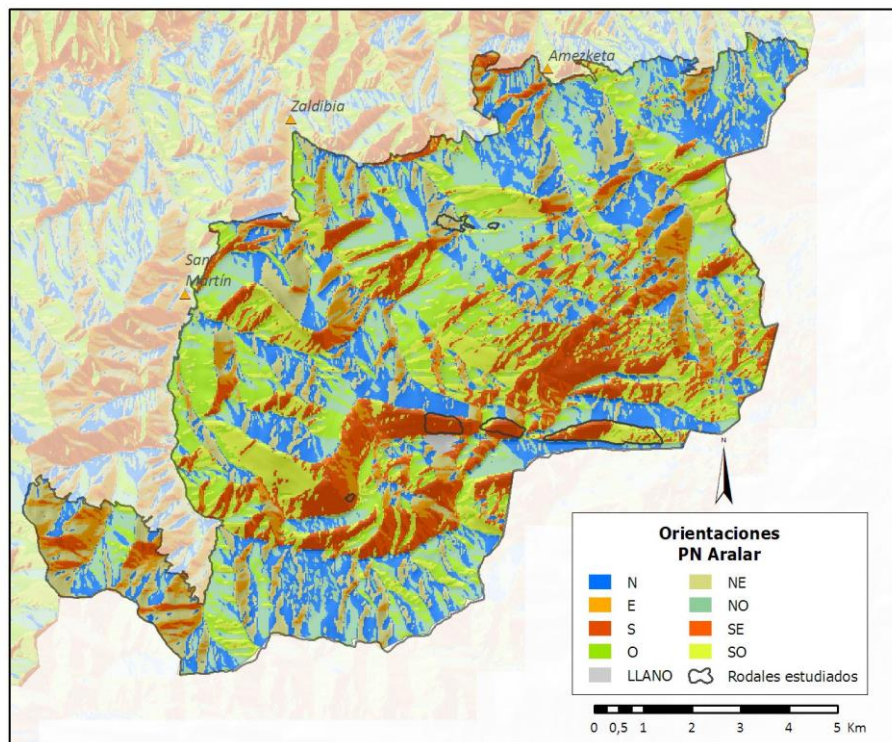 Amezketa
Zaldibia
San
Martín
N
Orientaciones
PN Aralar
N
E
S
O
LLANO
NE
NO
SE
SO
Rodales estudiados
0 0,5 1 2 3 4 5 Km